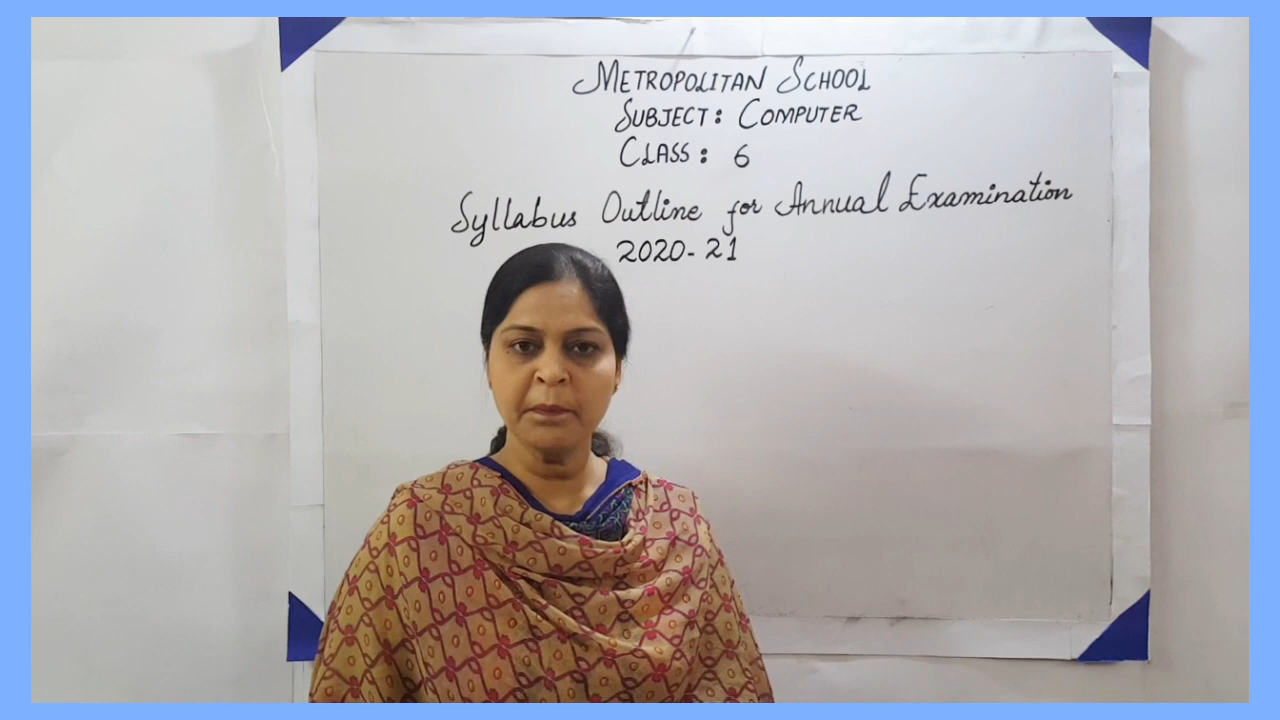 METROPOLITAN SCHOOL
SUBJECT: COMPUTER
CLASS: 6
Syllabus Outline for Annual Examination
2020-21